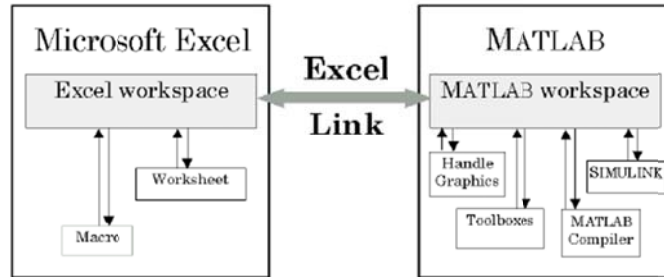 Microsoft Excel
Excel workspace
Worksheet
Macro
Excel
Link
MATLAB
MATLAB workspace
Handle
Graphics
SIMULINK
Toolboxes
MATLAB
Compiler